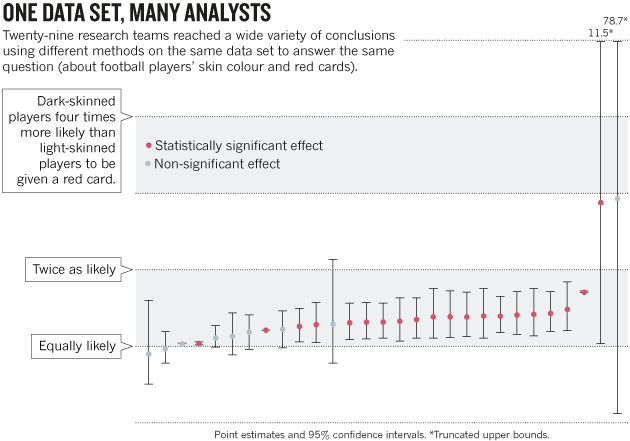 ONE DATA SET, MANY ANALYSTS
Twenty-nine research teams reached a wide variety of conclusions
using different methods on the same data set to answer the same
question (about football players' skin colour and red cards).
78.7*
11.5*
Dark-skinned
players four times
more likely than
light-skinned
players to be
given a red card.
Statistically significant effect
Non-significant effect
Twice as likely
Equally likely
Point estimates and 95% confidence intervals. *Truncated upper bounds.